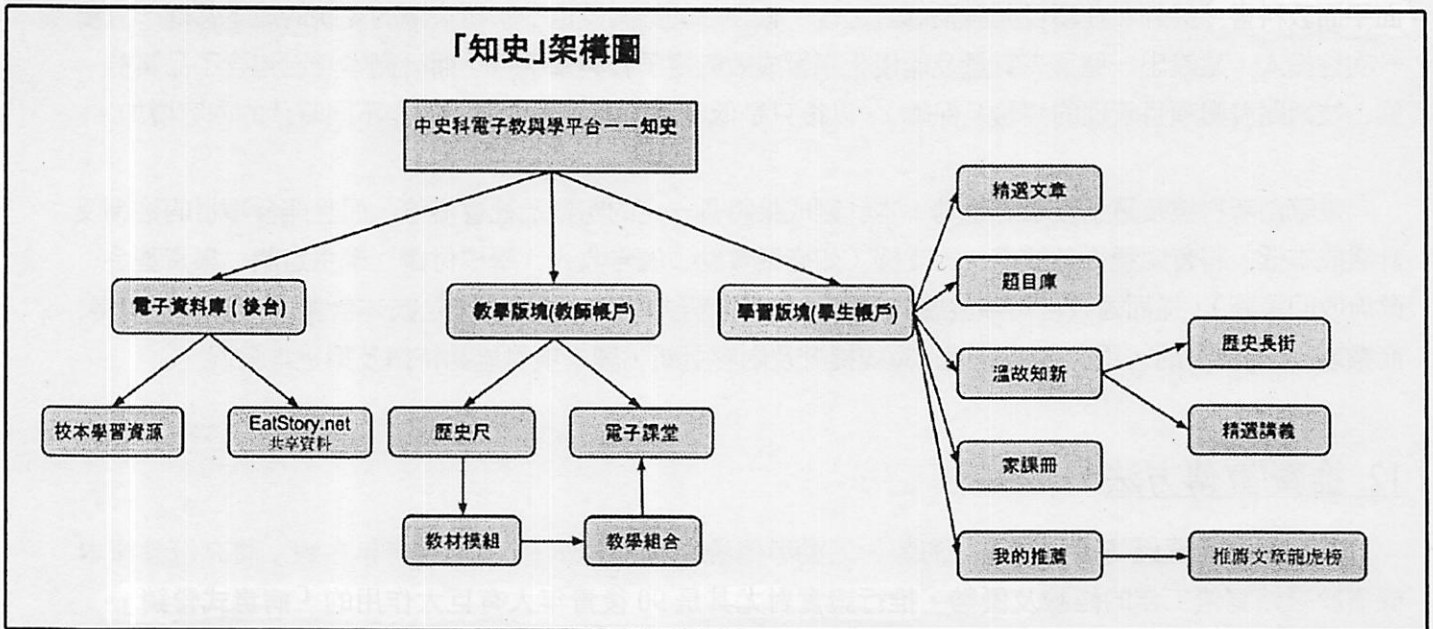 「知史」架構圖
中史科電子教與學平台——知史
電子資料庫(後台)
教學版塊(教師帳戶)
學習版塊(學生帳戶)
校本學習資源
EatStory.net
共享資料
歷史尺
電子課堂
教材模組
教學組合
精選文章
題目庫
溫故知新
歷史長街
精選講義
家課冊
我的推薦
推薦文章龍虎榜